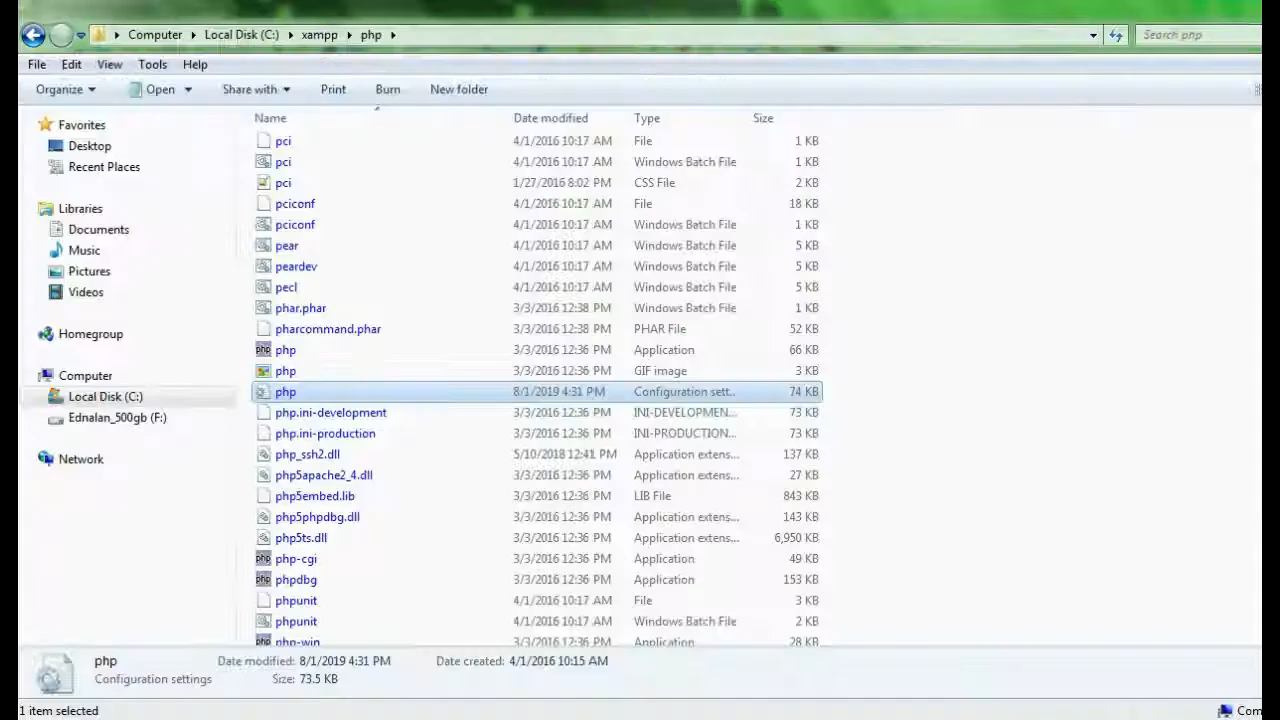 Computer Local Disk (C:) xampp php
Search php
File Edit View Tools Help
Organize Open Share with Print Burn New folder
Name Date modified Type Size
Favorites
Desktop
Recent Places
Libraries
Documents
Music
Pictures
Videos
Homegroup
Computer
Local Disk (C:)
Ednalan_500gb (F:)
Network
pci 4/1/2016 10:17 AM File 1 KB
pci 4/1/2016 10:17 AM Windows Batch File 1 KB
pci 1/27/2016 8:02 PM CSS File 2 KB
pciconf 4/1/2016 10:17 AM File 18 KB
pciconf 4/1/2016 10:17 AM Windows Batch File 1 KB
pear 4/1/2016 10:17 AM Windows Batch File 5 KB
peardev 4/1/2016 10:17 AM Windows Batch File 5 KB
pecl 4/1/2016 10:17 AM Windows Batch File 5 KB
phar.phar 3/3/2016 12:38 PM Windows Batch File 1 KB
pharcommand.phar 3/3/2016 12:38 PM PHAR File 52 KB
php 3/3/2016 12:36 PM Application 66 KB
php 3/3/2016 12:36 PM GIF image 3 KB
php 8/1/2019 4:31 PM Configuration sett... 74 KB
php.ini-development 3/3/2016 12:36 PM INI-DEVELOPMEN... 73 KB
php.ini-production 3/3/2016 12:36 PM INI-PRODUCTION... 73 KB
php_ssh2.dll 5/10/2018 12:41 PM Application extens... 137 KB
php5apache2_4.dll 3/3/2016 12:36 PM Application extens... 27 KB
php5embed.lib 3/3/2016 12:36 PM LIB File 843 KB
php5phpdbg.dll 3/3/2016 12:36 PM Application extens... 143 KB
php5ts.dll 3/3/2016 12:36 PM Application extens... 6,950 KB
php-cgi 3/3/2016 12:36 PM Application 49 KB
phpdbg 3/3/2016 12:36 PM Application 153 KB
phpunit 4/1/2016 10:17 AM File 3 KB
phpunit 4/1/2016 10:17 AM Windows Batch File 2 KB
php-win 3/3/2016 12:36 PM Application 28 KB
php Date modified: 8/1/2019 4:31 PM Date created: 4/1/2016 10:15 AM
Configuration settings Size: 73.5 KB
1 item selected
Com